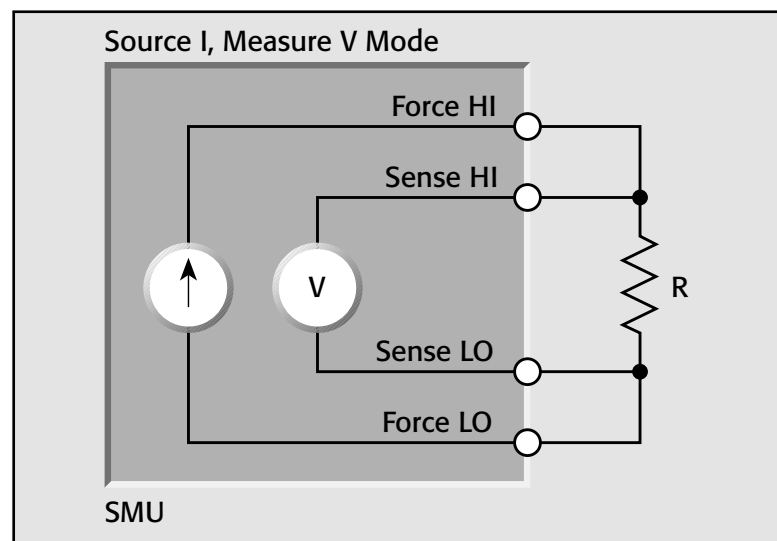 Source I, Measure V Mode
Force HI
Sense HI
V
R
Sense LO
Force LO
SMU